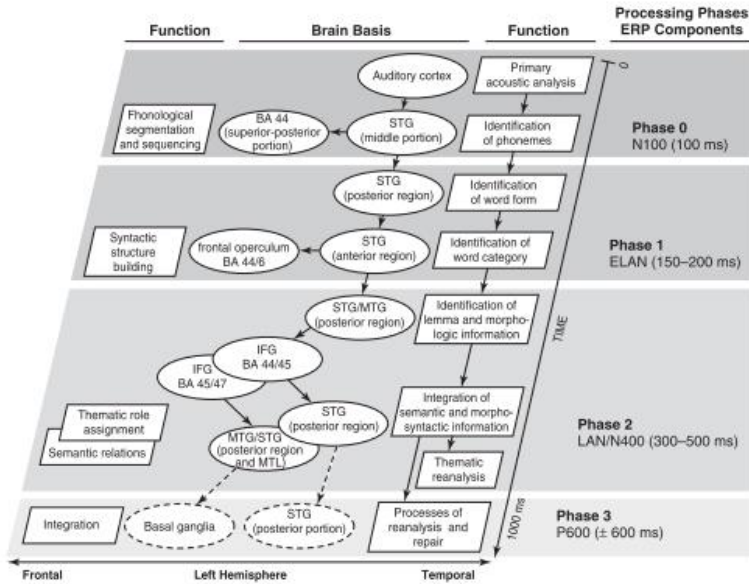 Function
Brain Basis
Function
Processing Phases
ERP Components
Auditory cortex
Primary
acoustic analysis
0
Phonological
segmentation
and sequencing
BA 44
(superior-posterior
portion)
STG
(middle portion)
Identification
of phonemes
Phase 0
N100 (100 ms)
STG
(posterior region)
Identification
of word form
Syntactic
structure
building
frontal operculum
BA 44/6
STG
(anterior region)
Identification
of word category
Phase 1
ELAN (150–200 ms)
STG/MTG
(posterior region)
Identification of
lemma and morpho-
logic information
TIME
IFG
BA 44/45
IFG
BA 45/47
Thematic role
assignment
Semantic relations
STG
(posterior region)
MTG/STG
(posterior region
and MTL)
Integration of
semantic and morpho-
syntactic information
Thematic
reanalysis
Phase 2
LAN/N400 (300–500 ms)
Integration
Basal ganglia
STG
(posterior portion)
Processes of
reanalysis and
repair
1000 ms
Phase 3
P600 (± 600 ms)
Frontal
Left Hemisphere
Temporal